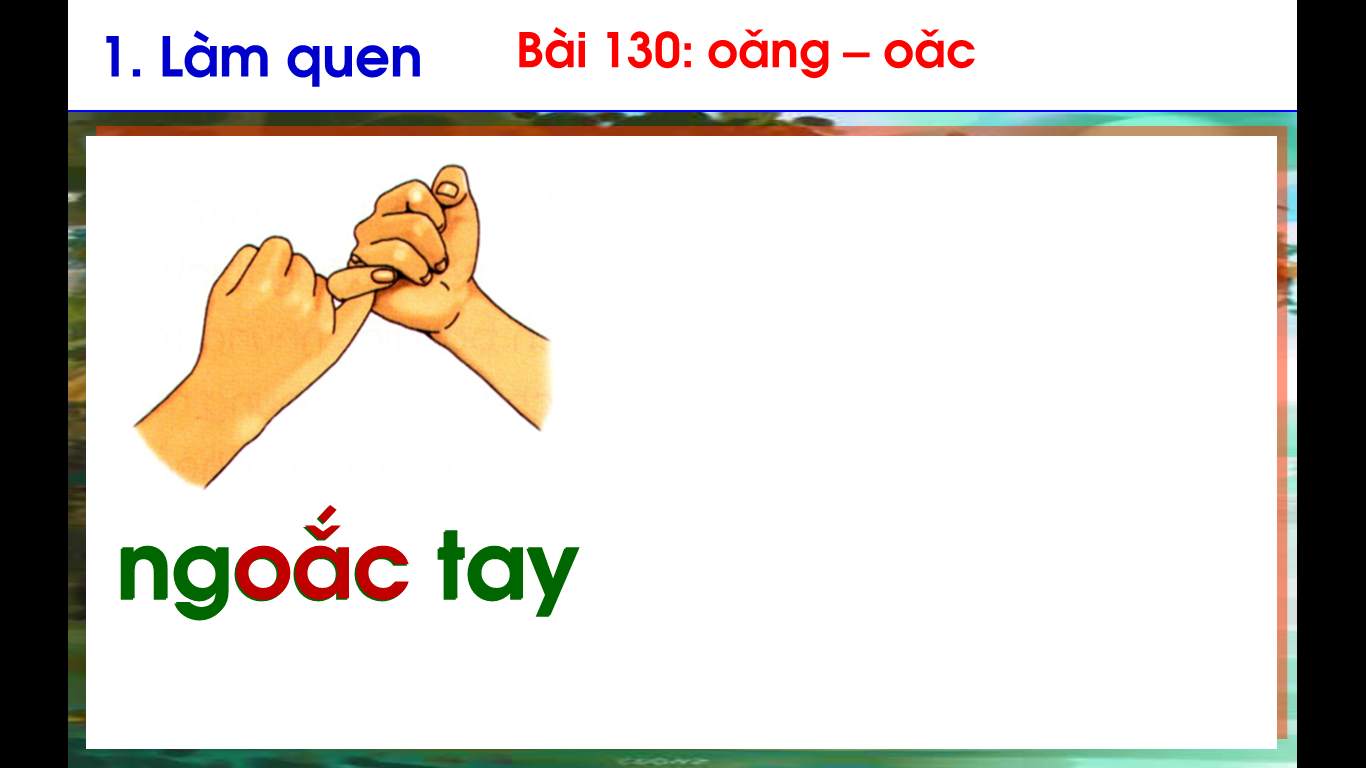 1. Làm quen
Bài 130: oăng – oăc
ngoắc tay